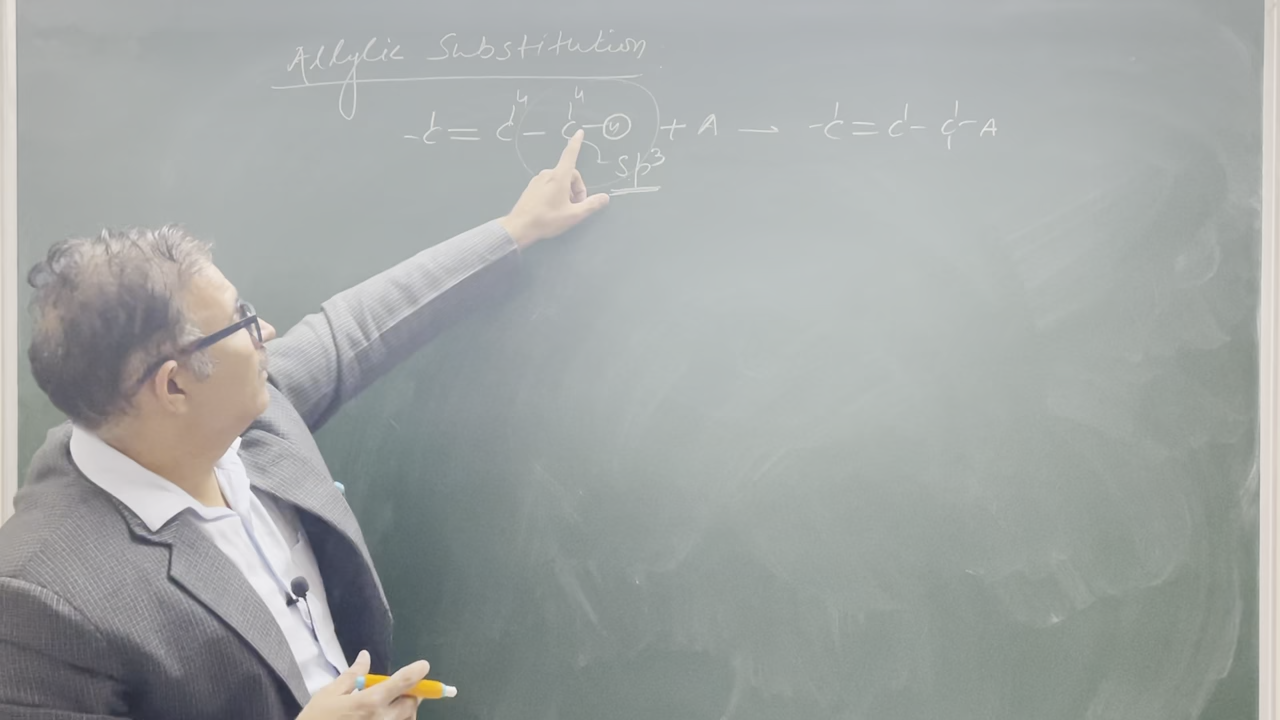 Allylic Substitution
H H
-C=C-C-H + A → -C=C-C-A
sp³